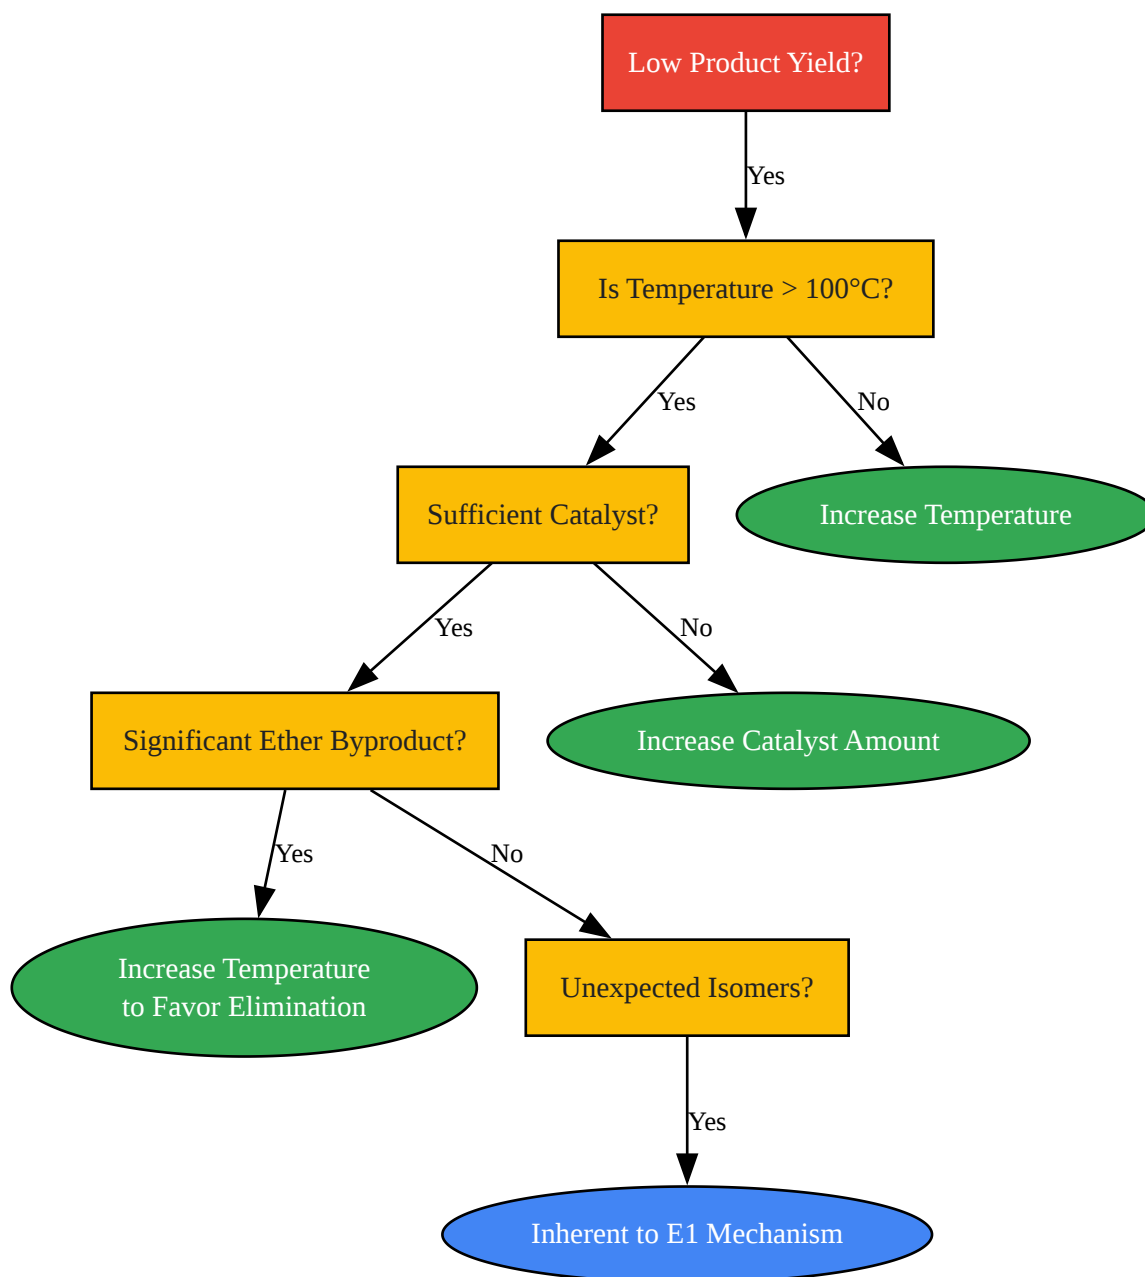 Low Product Yield?
Yes
Is Temperature > 100°C?
Yes
No
Sufficient Catalyst?
Increase Temperature
Yes
No
Significant Ether Byproduct?
Increase Catalyst Amount
Yes
No
Increase Temperature
to Favor Elimination
Unexpected Isomers?
Yes
Inherent to E1 Mechanism